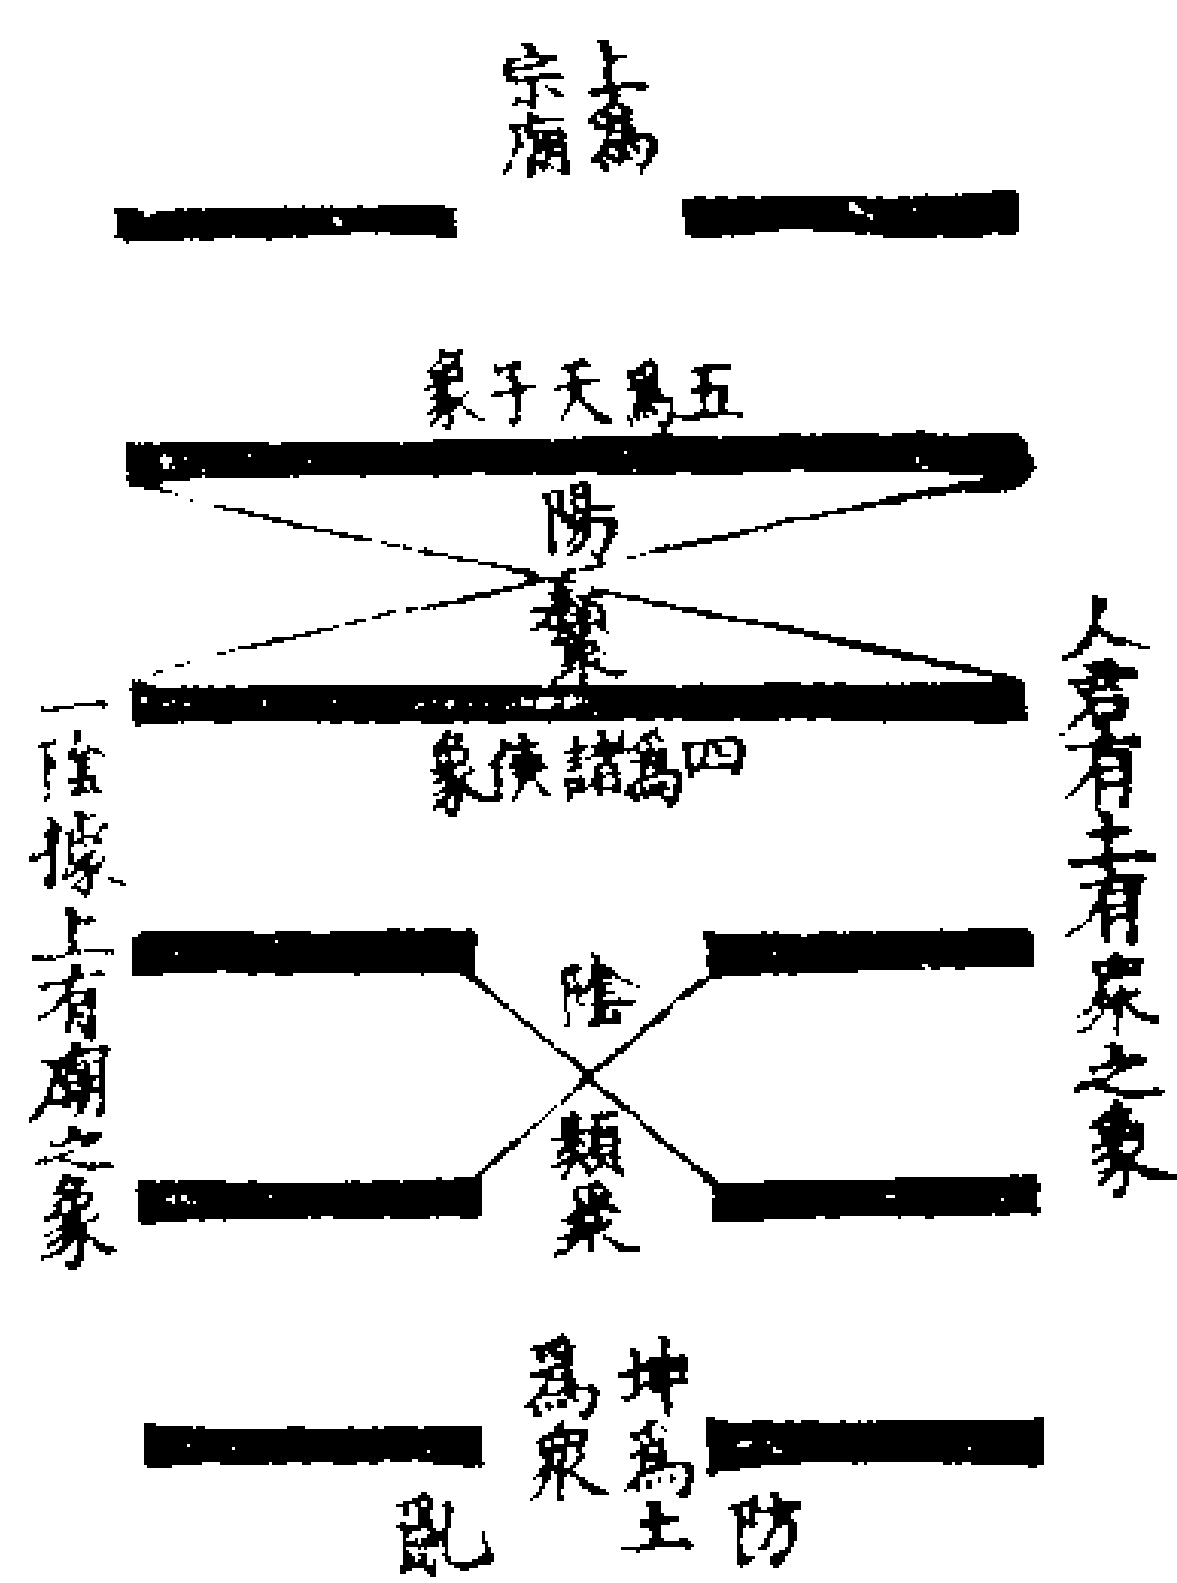 上爲
宗廟
五爲天子象
陽
聚
四爲諸侯象
人君有土有眾之象
陰
類聚
一陰據上有廟之象
坤爲土
爲眾
防亂